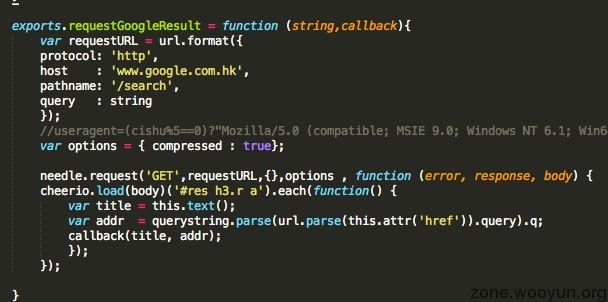 exports.requestGoogleResult = function (string,callback){
    var requestURL = url.format({
    protocol: 'http',
    host    : 'www.google.com.hk',
    pathname: '/search',
    query   : string
    });
    //useragent=(cishu%5==0)?"Mozilla/5.0 (compatible; MSIE 9.0; Windows NT 6.1; Win6
    var options = { compressed : true};

    needle.request('GET',requestURL,{},options , function (error, response, body) {
    cheerio.load(body)('#res h3.r a').each(function() {
        var title = this.text();
        var addr  = querystring.parse(url.parse(this.attr('href')).query).q;
        callback(title, addr);
        });
    });

}
zone.wooyun.org